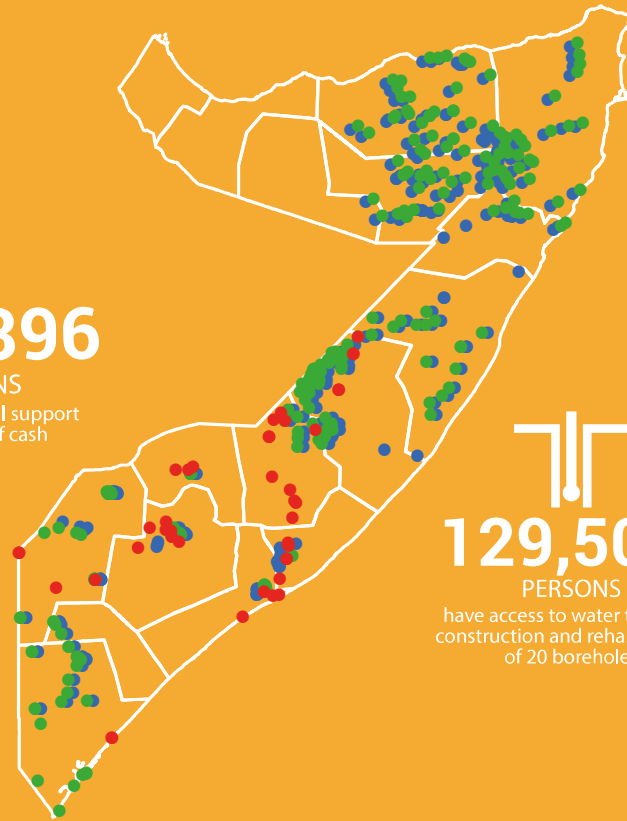 396
NS
l support
f cash
129,50
PERSONS
have access to water t
construction and reha
of 20 borehole